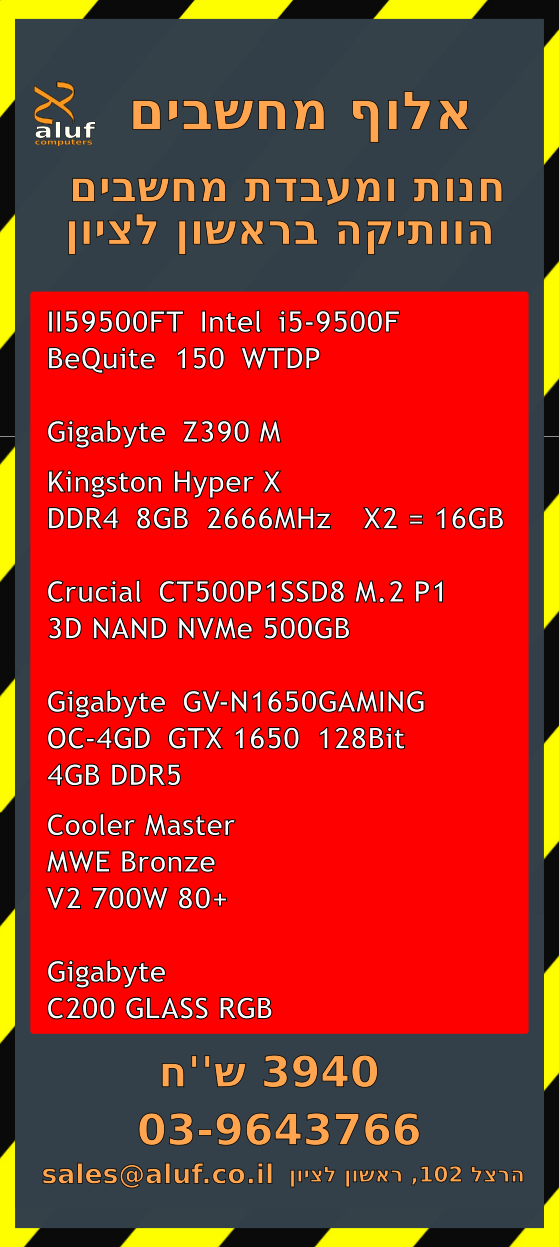 aluf
computers
אלוף מחשבים
חנות ומעבדת מחשבים
הוותיקה בראשון לציון
II59500FT Intel i5-9500F
BeQuite 150 WTDP
Gigabyte Z390 M
Kingston Hyper X
DDR4 8GB 2666MHz X2 = 16GB
Crucial CT500P1SSD8 M.2 P1
3D NAND NVMe 500GB
Gigabyte GV-N1650GAMING
OC-4GD GTX 1650 128Bit
4GB DDR5
Cooler Master
MWE Bronze
V2 700W 80+
Gigabyte
C200 GLASS RGB
3940 ש''ח
03-9643766
הרצל 102, ראשון לציון sales@aluf.co.il